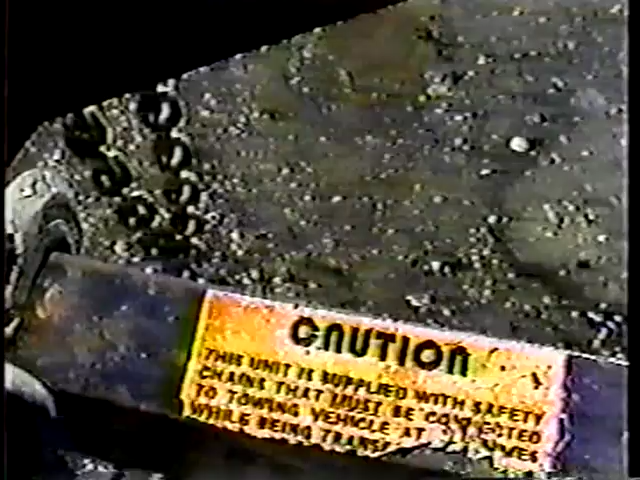 CAUTION
THIS UNIT IS SUPPLIED WITH SAFETY
CHAINS THAT MUST BE CONNECTED
TO TOWING VEHICLE AT
WHILE BEING